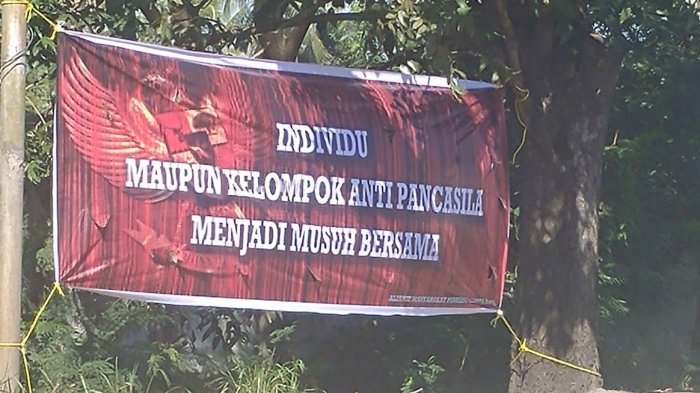 INDIVIDU
MAUPUN KELOMPOK ANTI PANCASILA
MENJADI MUSUH BERSAMA